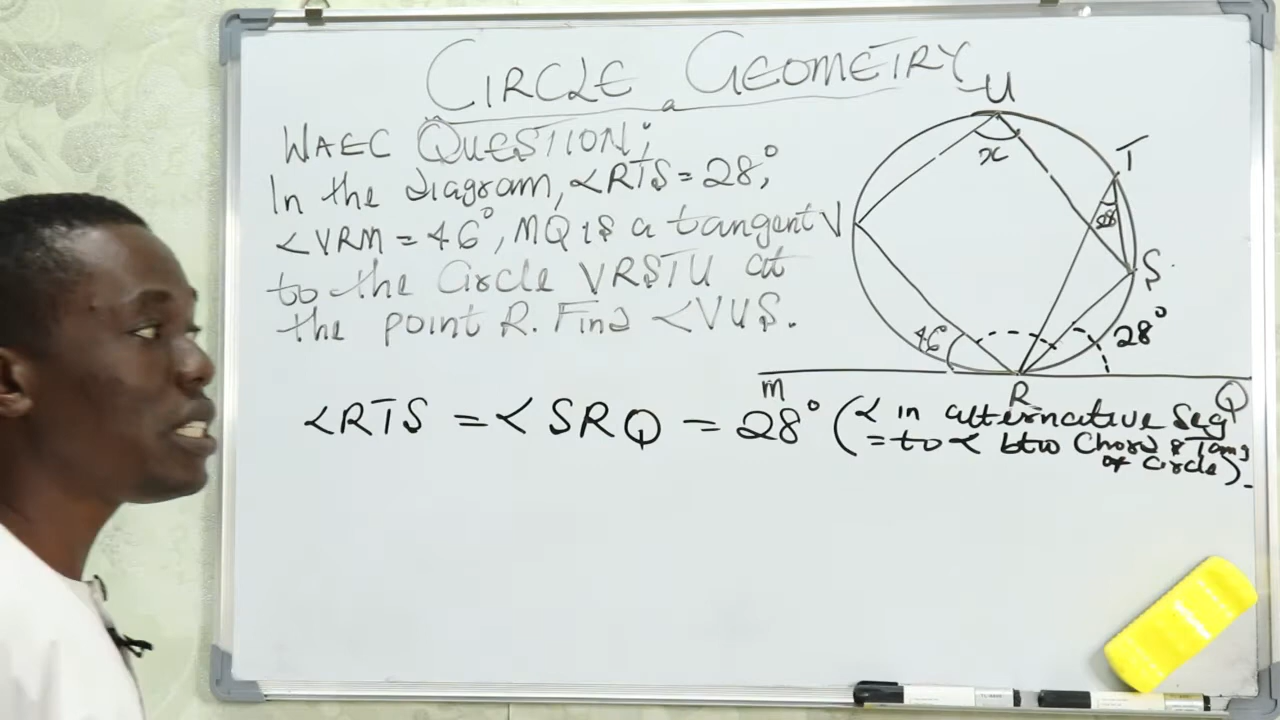 CIRCLE GEOMETRY
WAEC QUESTION;
In the diagram, <RTS = 28°,
<VRM = 46°, MQ is a tangent
to the Circle VRSTU at
the point R. Find <VUS.
U
x
T
28
V
S
46
28°
M
R
Q
<RTS = < SRQ = 28° (< in alternative Seg
= to < btw Chord & Tang
of Circle).